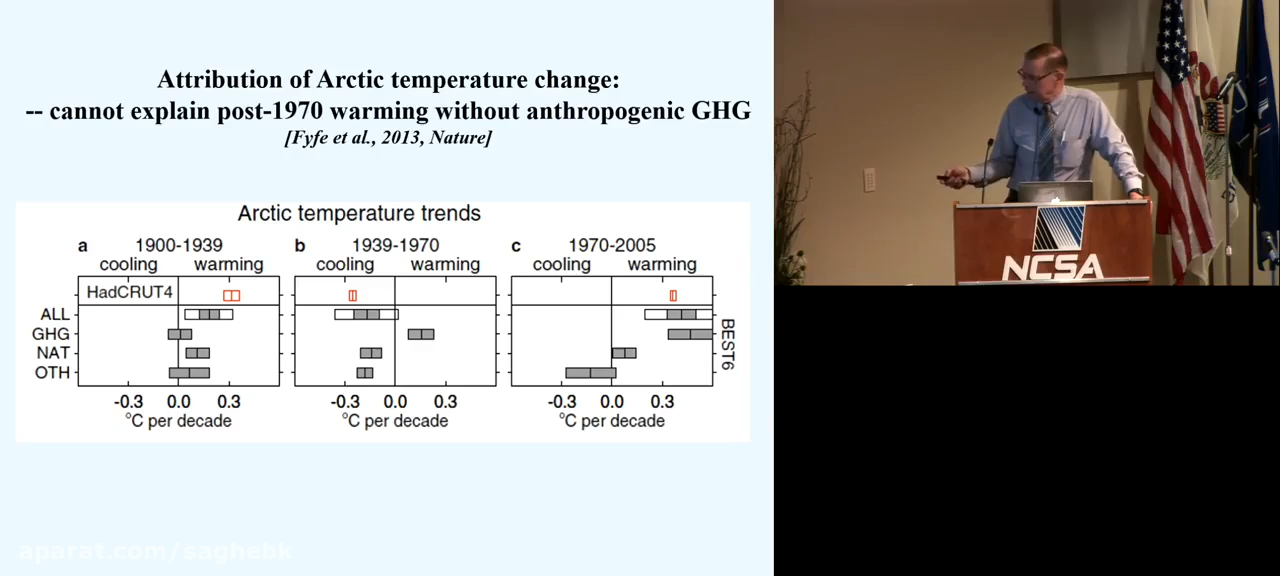 Attribution of Arctic temperature change:
-- cannot explain post-1970 warming without anthropogenic GHG
[Fyfe et al., 2013, Nature]
Arctic temperature trends
a 1900-1939
cooling warming
b 1939-1970
cooling warming
c 1970-2005
cooling warming
HadCRUT4
ALL
GHG
NAT
OTH
BEST6
-0.3 0.0 0.3
°C per decade
-0.3 0.0 0.3
°C per decade
-0.3 0.0 0.3
°C per decade
NCSA
aparat.com/saghebk